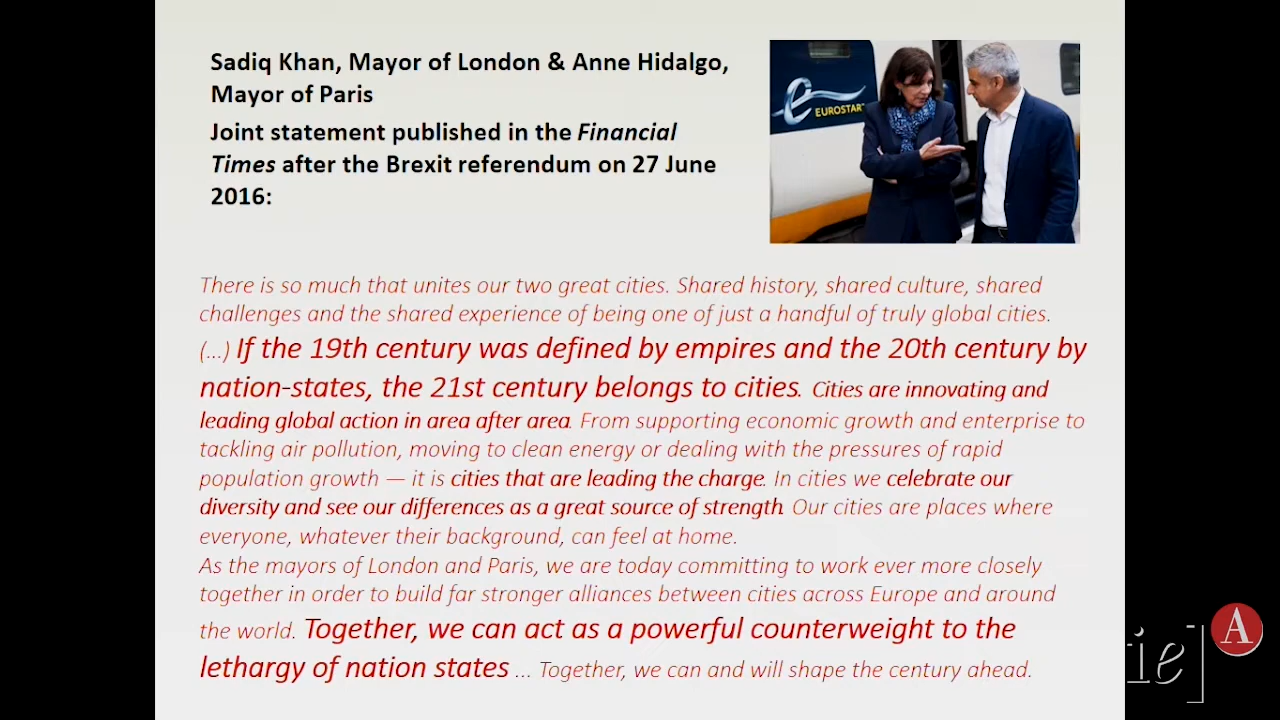 Sadiq Khan, Mayor of London & Anne Hidalgo,
Mayor of Paris
Joint statement published in the Financial
Times after the Brexit referendum on 27 June
2016:
EUROSTAR
There is so much that unites our two great cities. Shared history, shared culture, shared
challenges and the shared experience of being one of just a handful of truly global cities.
(...) If the 19th century was defined by empires and the 20th century by
nation-states, the 21st century belongs to cities. Cities are innovating and
leading global action in area after area. From supporting economic growth and enterprise to
tackling air pollution, moving to clean energy or dealing with the pressures of rapid
population growth — it is cities that are leading the charge. In cities we celebrate our
diversity and see our differences as a great source of strength. Our cities are places where
everyone, whatever their background, can feel at home.
As the mayors of London and Paris, we are today committing to work ever more closely
together in order to build far stronger alliances between cities across Europe and around
the world. Together, we can act as a powerful counterweight to the
lethargy of nation states ... Together, we can and will shape the century ahead.
ie]
A